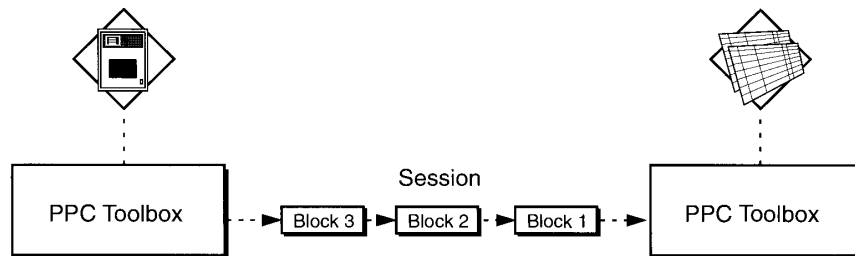 Session
PPC Toolbox
Block 3
Block 2
Block 1
PPC Toolbox